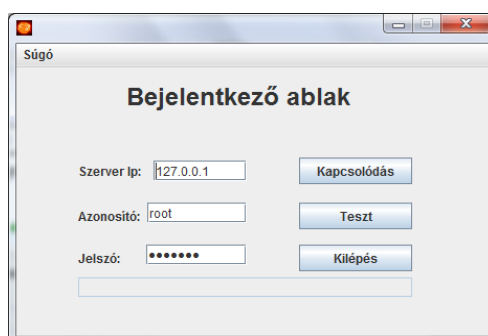 Súgó
Bejelentkező ablak
Szerver Ip: 127.0.0.1 Kapcsolódás
Azonosító: root Teszt
Jelszó: ••••••• Kilépés